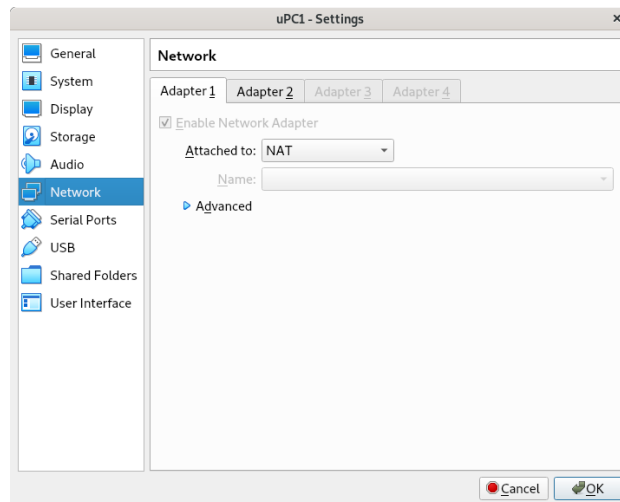 uPC1 - Settings
×
General
System
Display
Storage
Audio
Network
Serial Ports
USB
Shared Folders
User Interface
Network
Adapter 1 Adapter 2 Adapter 3 Adapter 4
Enable Network Adapter
Attached to: NAT
Name:
Advanced
Cancel OK